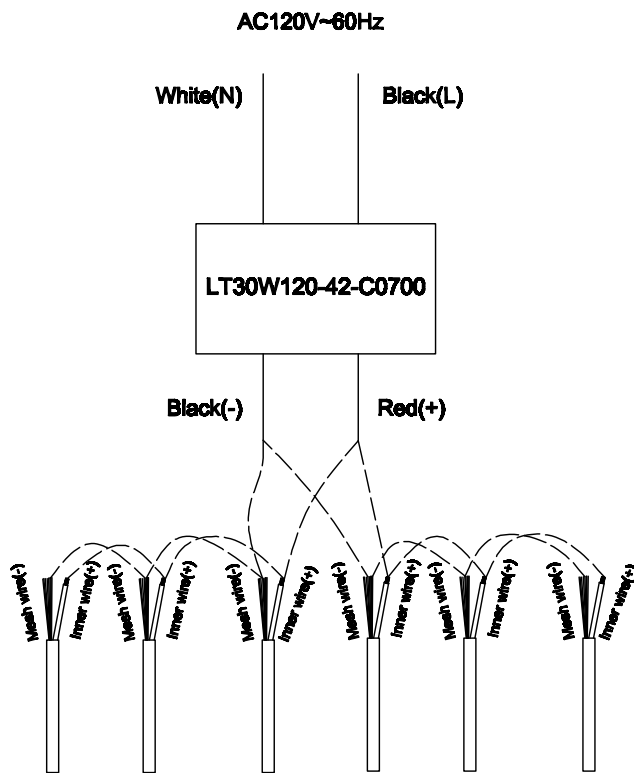 AC120V~60Hz
White(N)
Black(L)
LT30W120-42-C0700
Black(-)
Red(+)
Mesh wire(-)
Inner wire(+)
Mesh wire(-)
Inner wire(+)
Mesh wire(-)
Inner wire(+)
Mesh wire(-)
Inner wire(+)
Mesh wire(-)
Inner wire(+)
Mesh wire(-)
Inner wire(+)